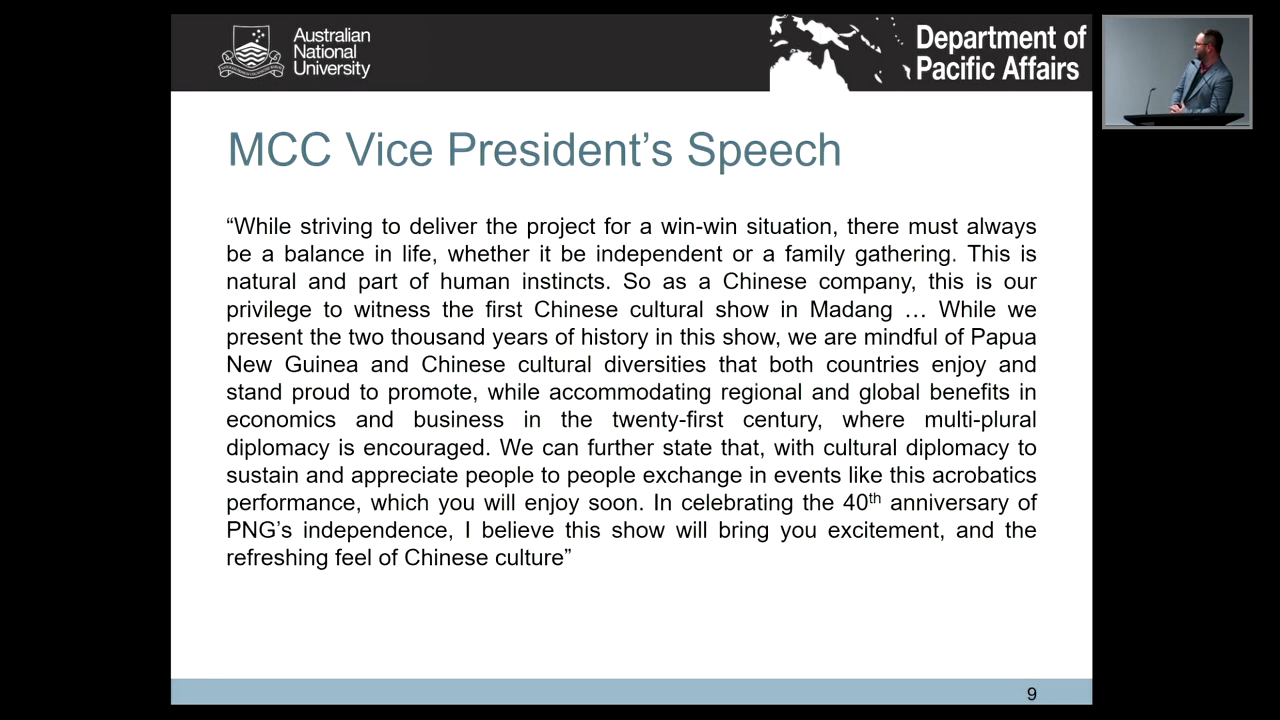 Australian
National
University
Department of
Pacific Affairs
MCC Vice President’s Speech
“While striving to deliver the project for a win-win situation, there must always
be a balance in life, whether it be independent or a family gathering. This is
natural and part of human instincts. So as a Chinese company, this is our
privilege to witness the first Chinese cultural show in Madang … While we
present the two thousand years of history in this show, we are mindful of Papua
New Guinea and Chinese cultural diversities that both countries enjoy and
stand proud to promote, while accommodating regional and global benefits in
economics and business in the twenty-first century, where multi-plural
diplomacy is encouraged. We can further state that, with cultural diplomacy to
sustain and appreciate people to people exchange in events like this acrobatics
performance, which you will enjoy soon. In celebrating the 40th anniversary of
PNG’s independence, I believe this show will bring you excitement, and the
refreshing feel of Chinese culture”
9